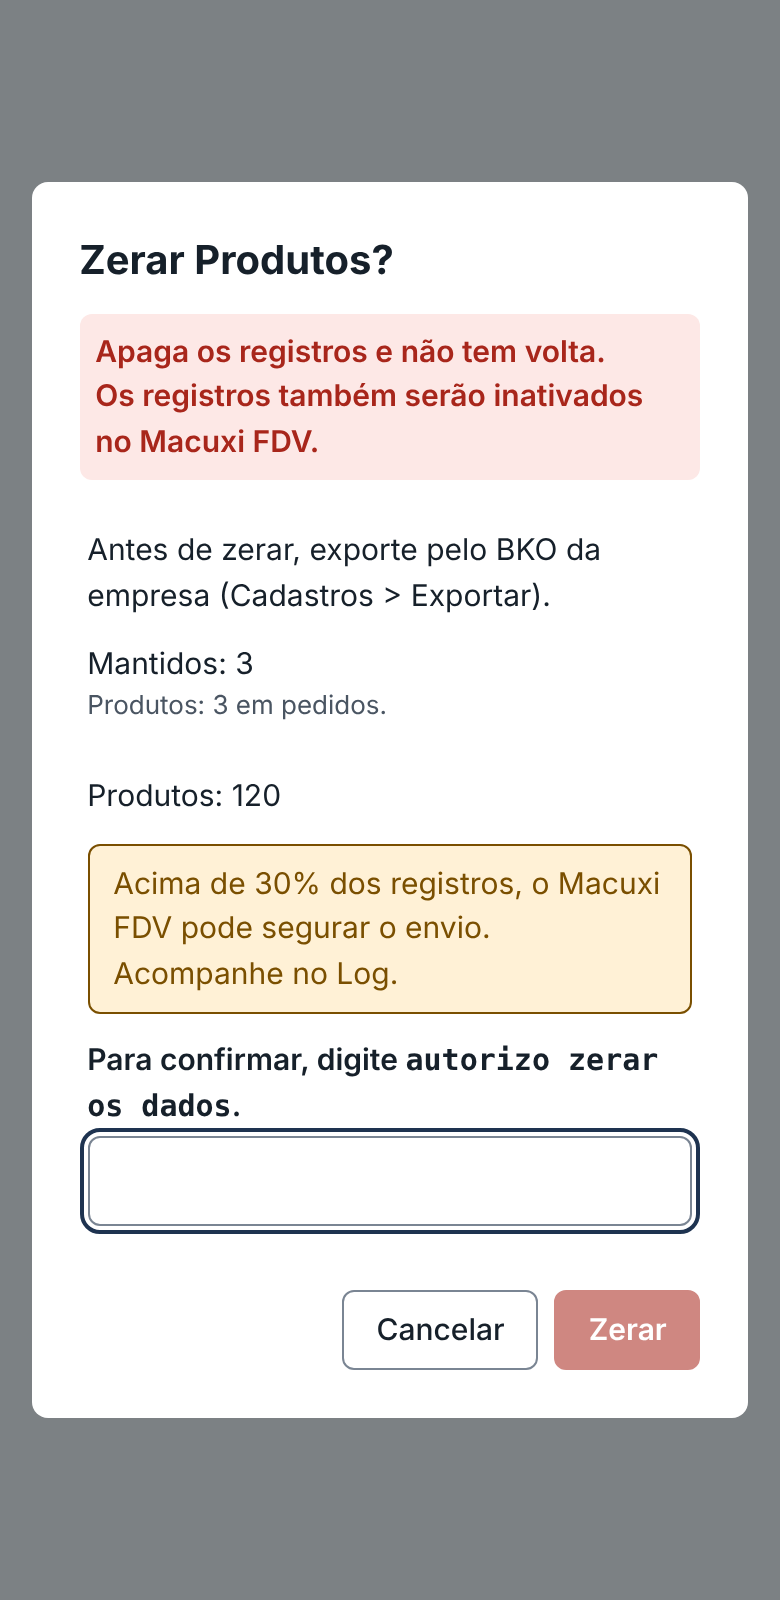 Zerar Produtos?
Apaga os registros e não tem volta.
Os registros também serão inativados
no Macuxi FDV.
Antes de zerar, exporte pelo BKO da
empresa (Cadastros > Exportar).
Mantidos: 3
Produtos: 3 em pedidos.
Produtos: 120
Acima de 30% dos registros, o Macuxi
FDV pode segurar o envio.
Acompanhe no Log.
Para confirmar, digite autorizo zerar
os dados.
Cancelar
Zerar